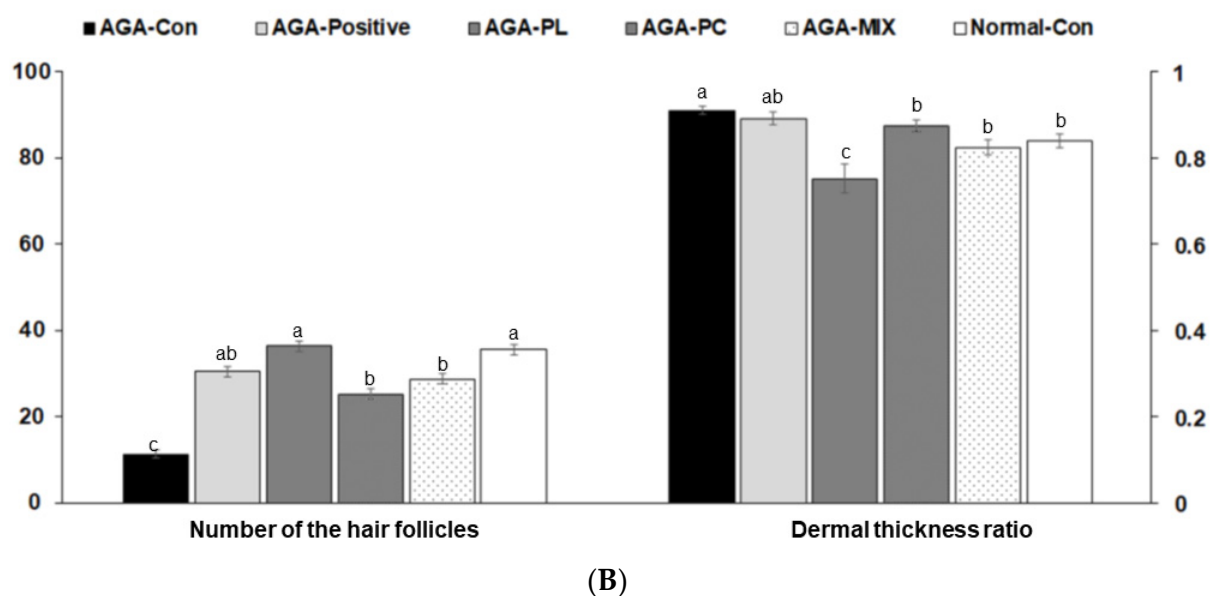 AGA-Con AGA-Positive AGA-PL AGA-PC AGA-MIX Normal-Con
100 1
a ab b b b
80 c 0.8
60 0.6
40 a a 0.4
ab b b
20 0.2
c
0 0
Number of the hair follicles Dermal thickness ratio
(B)